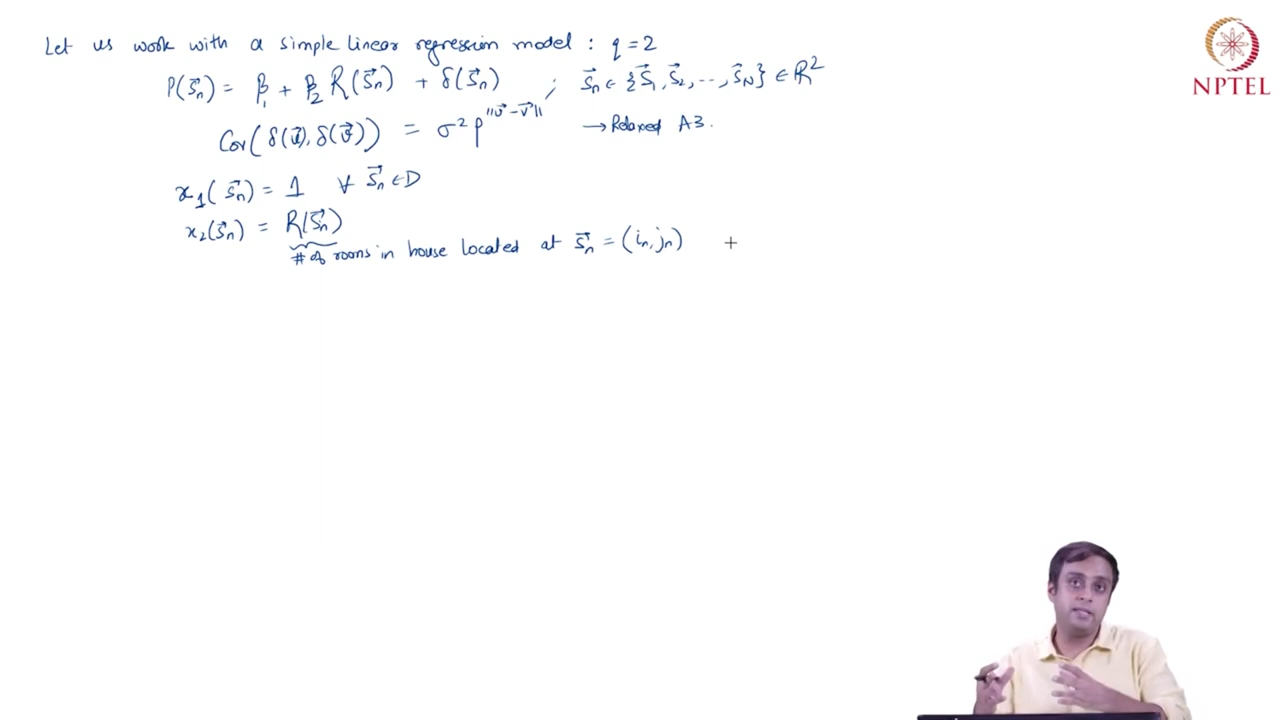 Let us work with a simple linear regression model : q = 2
P(s⃗n) = β1 + β2 R(s⃗n) + δ(s⃗n) ; s⃗n ∈ {s⃗1, s⃗2, ..., s⃗N} ∈ R²
Cov(δ(u⃗), δ(v⃗)) = σ² ρ^||u⃗ - v⃗|| → Relaxed A3.
x1(s⃗n) = 1 ∀ s⃗n ∈ D
x2(s⃗n) = R(s⃗n)
# of rooms in house located at s⃗n = (in, jn) +
NPTEL